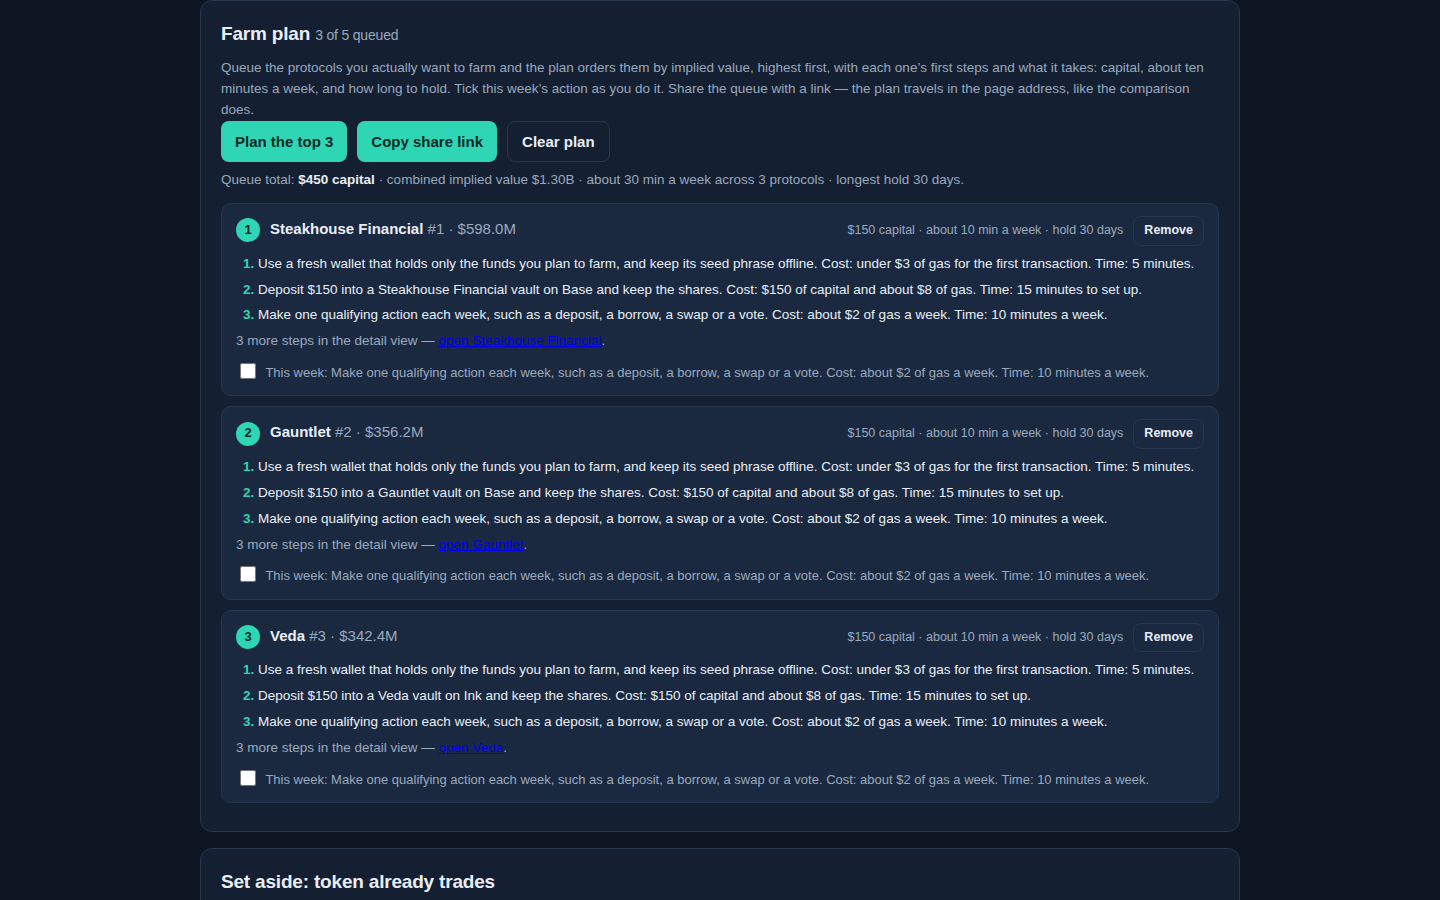 Farm plan 3 of 5 queued
Queue the protocols you actually want to farm and the plan orders them by implied value, highest first, with each one’s first steps and what it takes: capital, about ten
minutes a week, and how long to hold. Tick this week’s action as you do it. Share the queue with a link — the plan travels in the page address, like the comparison
does.
Plan the top 3 Copy share link Clear plan
Queue total: $450 capital · combined implied value $1.30B · about 30 min a week across 3 protocols · longest hold 30 days.
1 Steakhouse Financial #1 · $598.0M $150 capital · about 10 min a week · hold 30 days Remove
1. Use a fresh wallet that holds only the funds you plan to farm, and keep its seed phrase offline. Cost: under $3 of gas for the first transaction. Time: 5 minutes.
2. Deposit $150 into a Steakhouse Financial vault on Base and keep the shares. Cost: $150 of capital and about $8 of gas. Time: 15 minutes to set up.
3. Make one qualifying action each week, such as a deposit, a borrow, a swap or a vote. Cost: about $2 of gas a week. Time: 10 minutes a week.
3 more steps in the detail view — open Steakhouse Financial.
This week: Make one qualifying action each week, such as a deposit, a borrow, a swap or a vote. Cost: about $2 of gas a week. Time: 10 minutes a week.
2 Gauntlet #2 · $356.2M $150 capital · about 10 min a week · hold 30 days Remove
1. Use a fresh wallet that holds only the funds you plan to farm, and keep its seed phrase offline. Cost: under $3 of gas for the first transaction. Time: 5 minutes.
2. Deposit $150 into a Gauntlet vault on Base and keep the shares. Cost: $150 of capital and about $8 of gas. Time: 15 minutes to set up.
3. Make one qualifying action each week, such as a deposit, a borrow, a swap or a vote. Cost: about $2 of gas a week. Time: 10 minutes a week.
3 more steps in the detail view — open Gauntlet.
This week: Make one qualifying action each week, such as a deposit, a borrow, a swap or a vote. Cost: about $2 of gas a week. Time: 10 minutes a week.
3 Veda #3 · $342.4M $150 capital · about 10 min a week · hold 30 days Remove
1. Use a fresh wallet that holds only the funds you plan to farm, and keep its seed phrase offline. Cost: under $3 of gas for the first transaction. Time: 5 minutes.
2. Deposit $150 into a Veda vault on Ink and keep the shares. Cost: $150 of capital and about $8 of gas. Time: 15 minutes to set up.
3. Make one qualifying action each week, such as a deposit, a borrow, a swap or a vote. Cost: about $2 of gas a week. Time: 10 minutes a week.
3 more steps in the detail view — open Veda.
This week: Make one qualifying action each week, such as a deposit, a borrow, a swap or a vote. Cost: about $2 of gas a week. Time: 10 minutes a week.
Set aside: token already trades